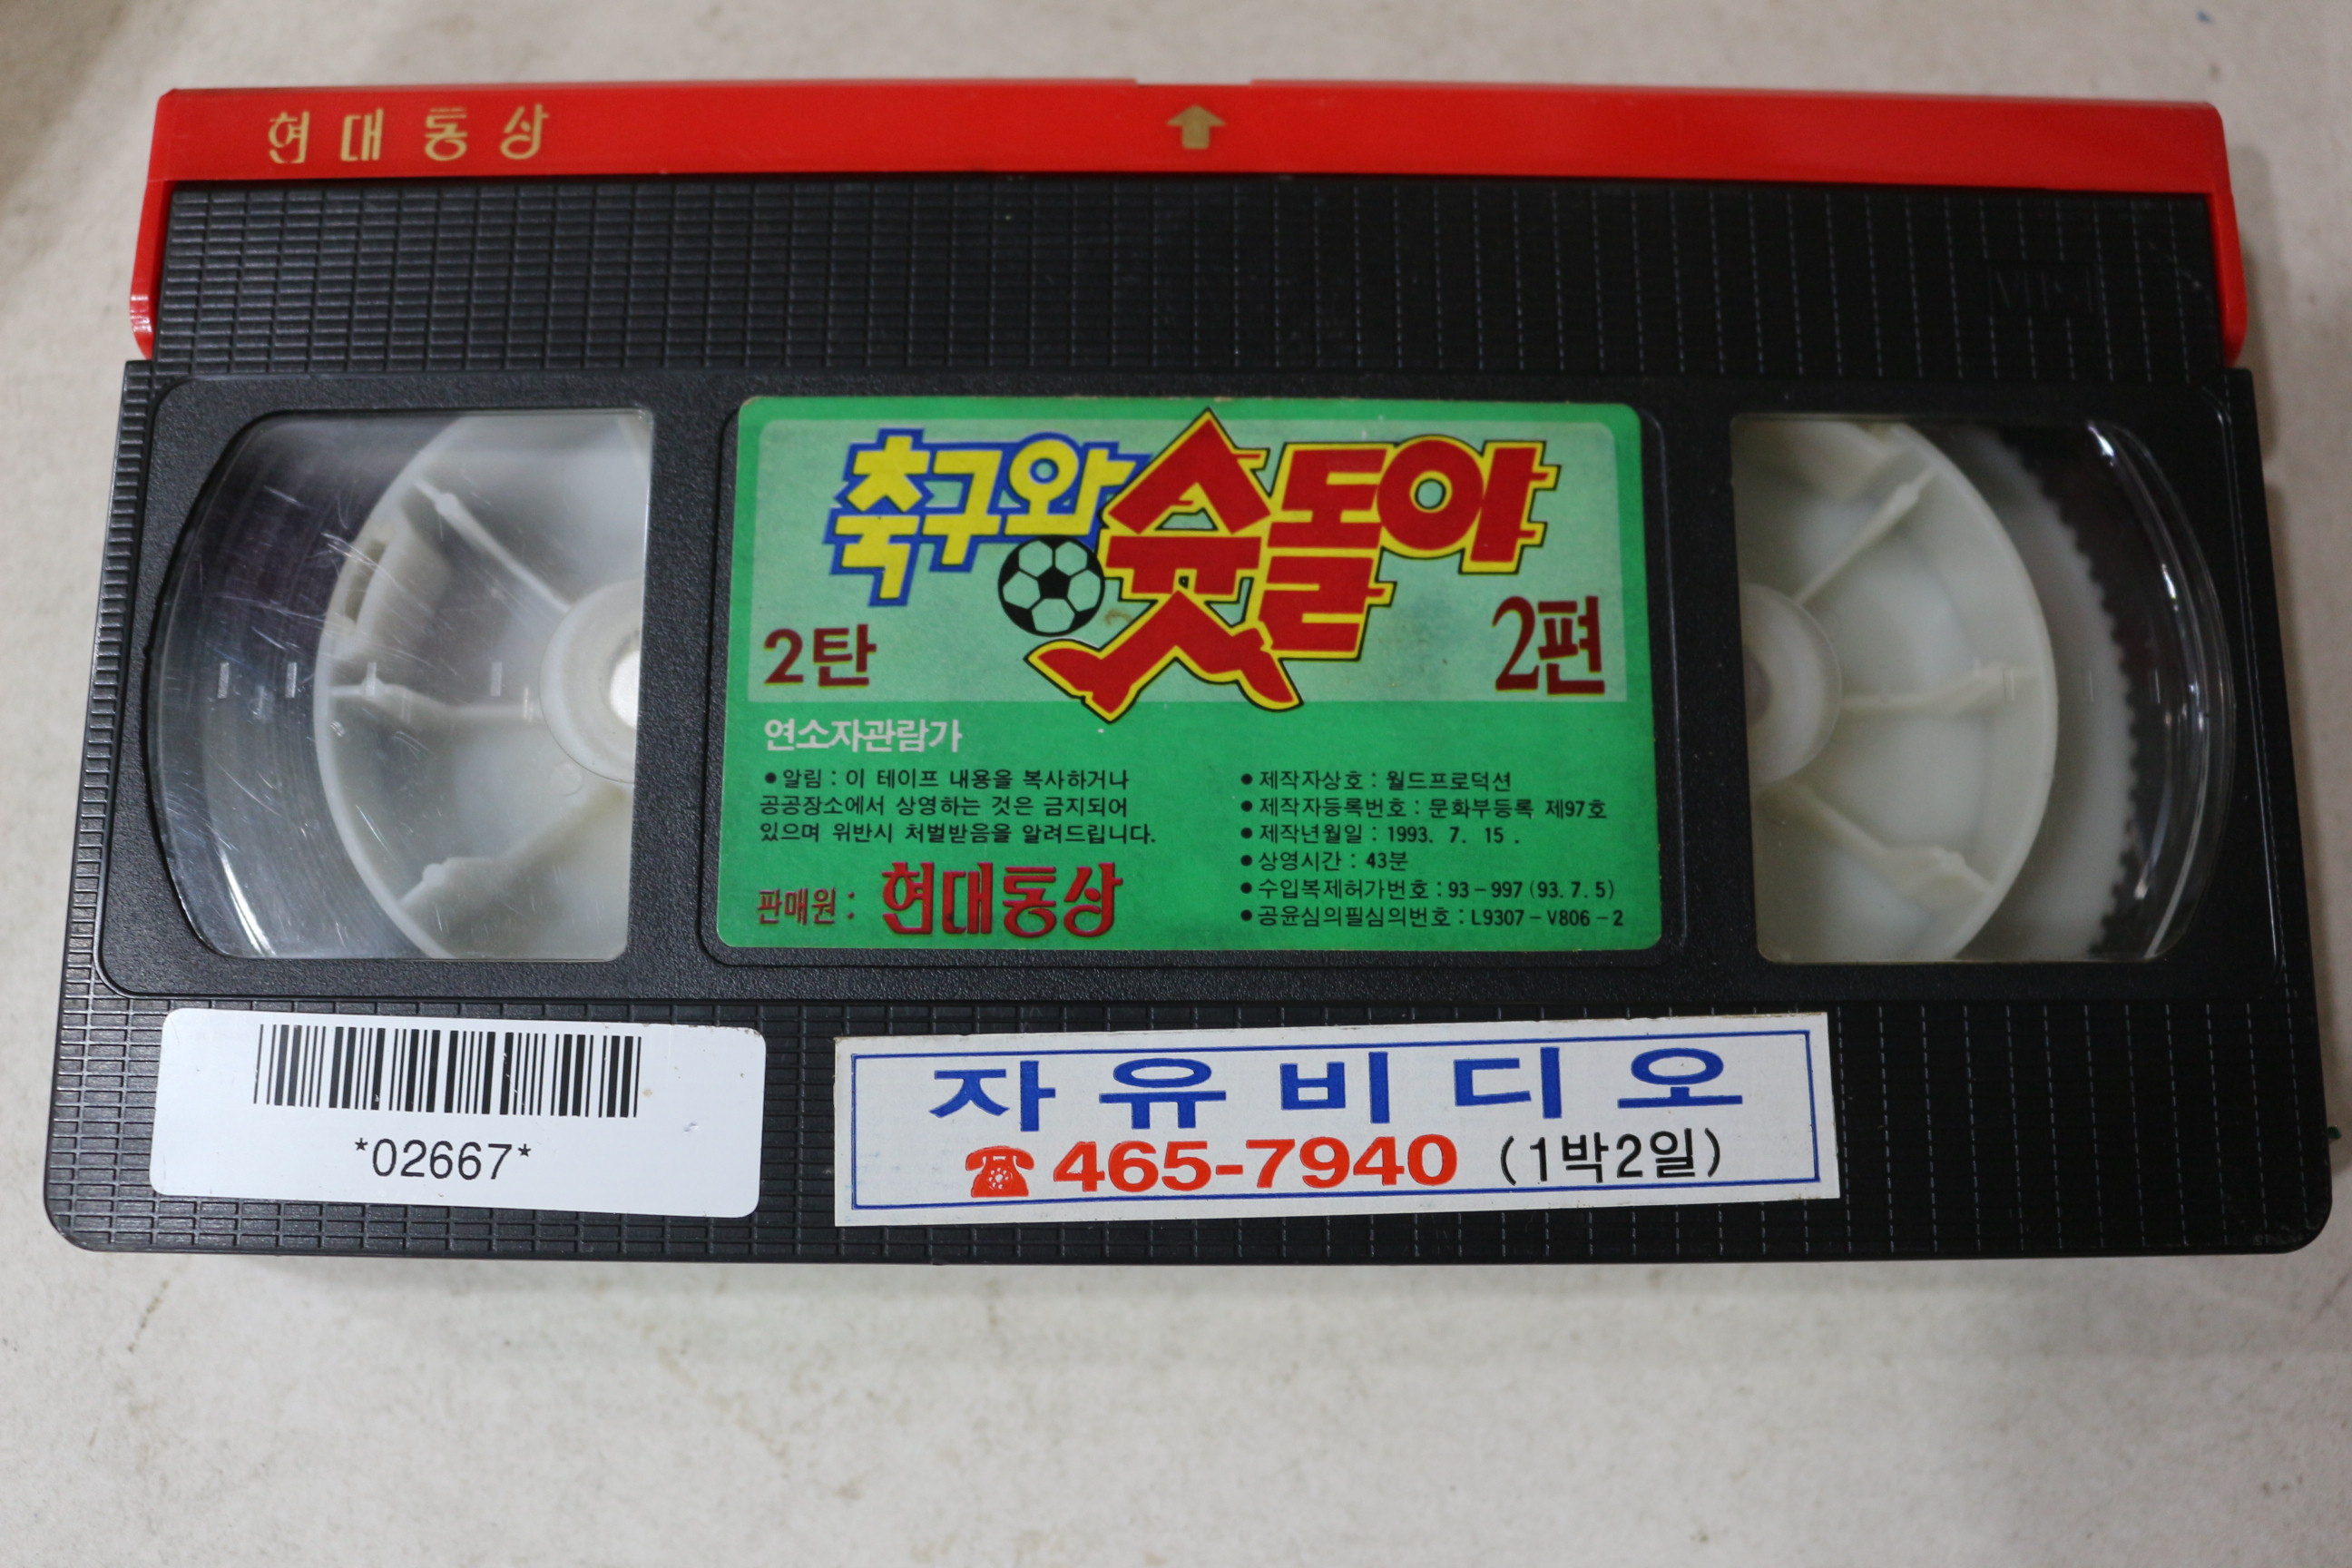 현대통상
VHS
축구와 슛돌이
2탄
2편
연소자관람가
●알림 : 이 테이프 내용을 복사하거나
공공장소에서 상영하는 것은 금지되어
있으며 위반시 처벌받음을 알려드립니다.
판매원 : 현대통상
●제작자상호 : 월드프로덕션
●제작자등록번호 : 문화부등록 제97호
●제작년월일 : 1993. 7. 15 .
●상영시간 : 43분
●수입복제허가번호 : 93-997 (93. 7. 5)
●공윤심의필심의번호 : L9307-V806-2
*02667*
자유비디오
☎465-7940 (1박2일)